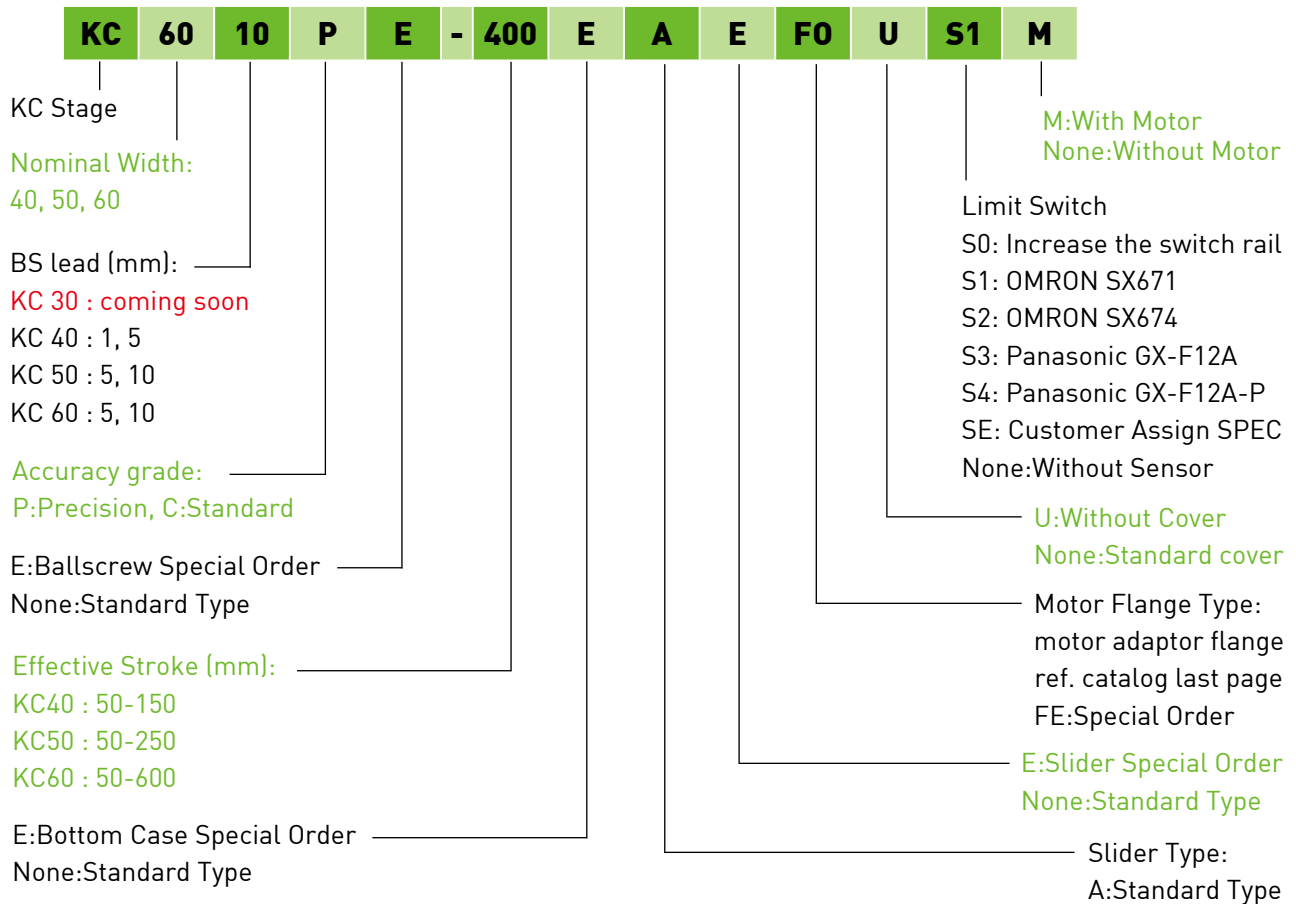 KC 60 10 P E - 400 E A E F0 U S1 M
KC Stage
Nominal Width:
40, 50, 60
BS lead (mm):
KC 30 : coming soon
KC 40 : 1, 5
KC 50 : 5, 10
KC 60 : 5, 10
Accuracy grade:
P:Precision, C:Standard
E:Ballscrew Special Order
None:Standard Type
Effective Stroke (mm):
KC40 : 50-150
KC50 : 50-250
KC60 : 50-600
E:Bottom Case Special Order
None:Standard Type
M:With Motor
None:Without Motor
Limit Switch
S0: Increase the switch rail
S1: OMRON SX671
S2: OMRON SX674
S3: Panasonic GX-F12A
S4: Panasonic GX-F12A-P
SE: Customer Assign SPEC
None:Without Sensor
U:Without Cover
None:Standard cover
Motor Flange Type:
motor adaptor flange
ref. catalog last page
FE:Special Order
E:Slider Special Order
None:Standard Type
Slider Type:
A:Standard Type